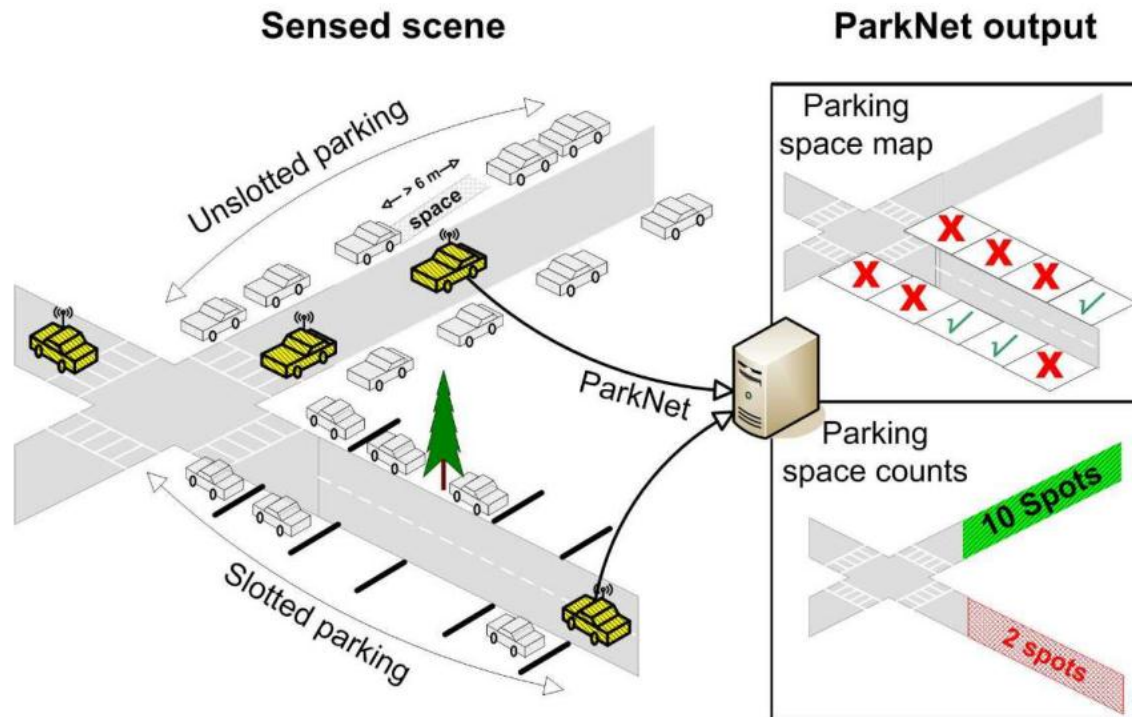 Sensed scene
ParkNet output
Unslotted parking
< > 6 m >
space
ParkNet
Slotted parking
Parking
space map
X
X
X
✓
X
X
✓
✓
X
Parking
space counts
10 Spots
2 spots